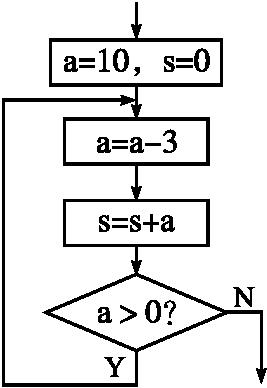 a=10, s=0
a=a−3
s=s+a
a>0?
N
Y